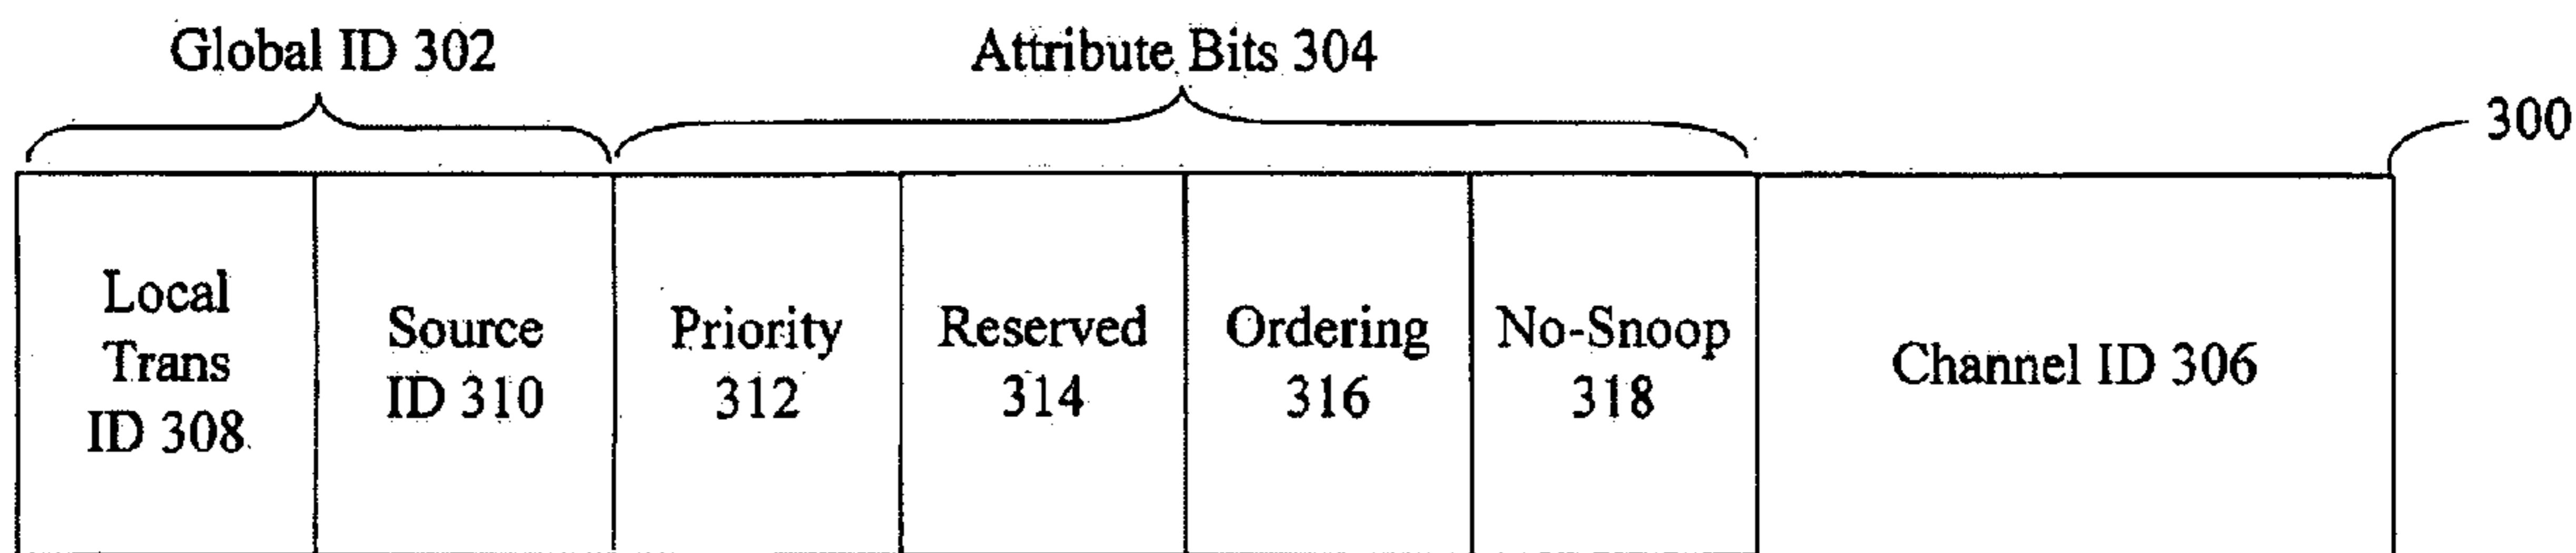 Global ID 302
Attribute Bits 304
300
Local
Trans
ID 308
Source
ID 310
Priority
312
Reserved
314
Ordering
316
No-Snoop
318
Channel ID 306